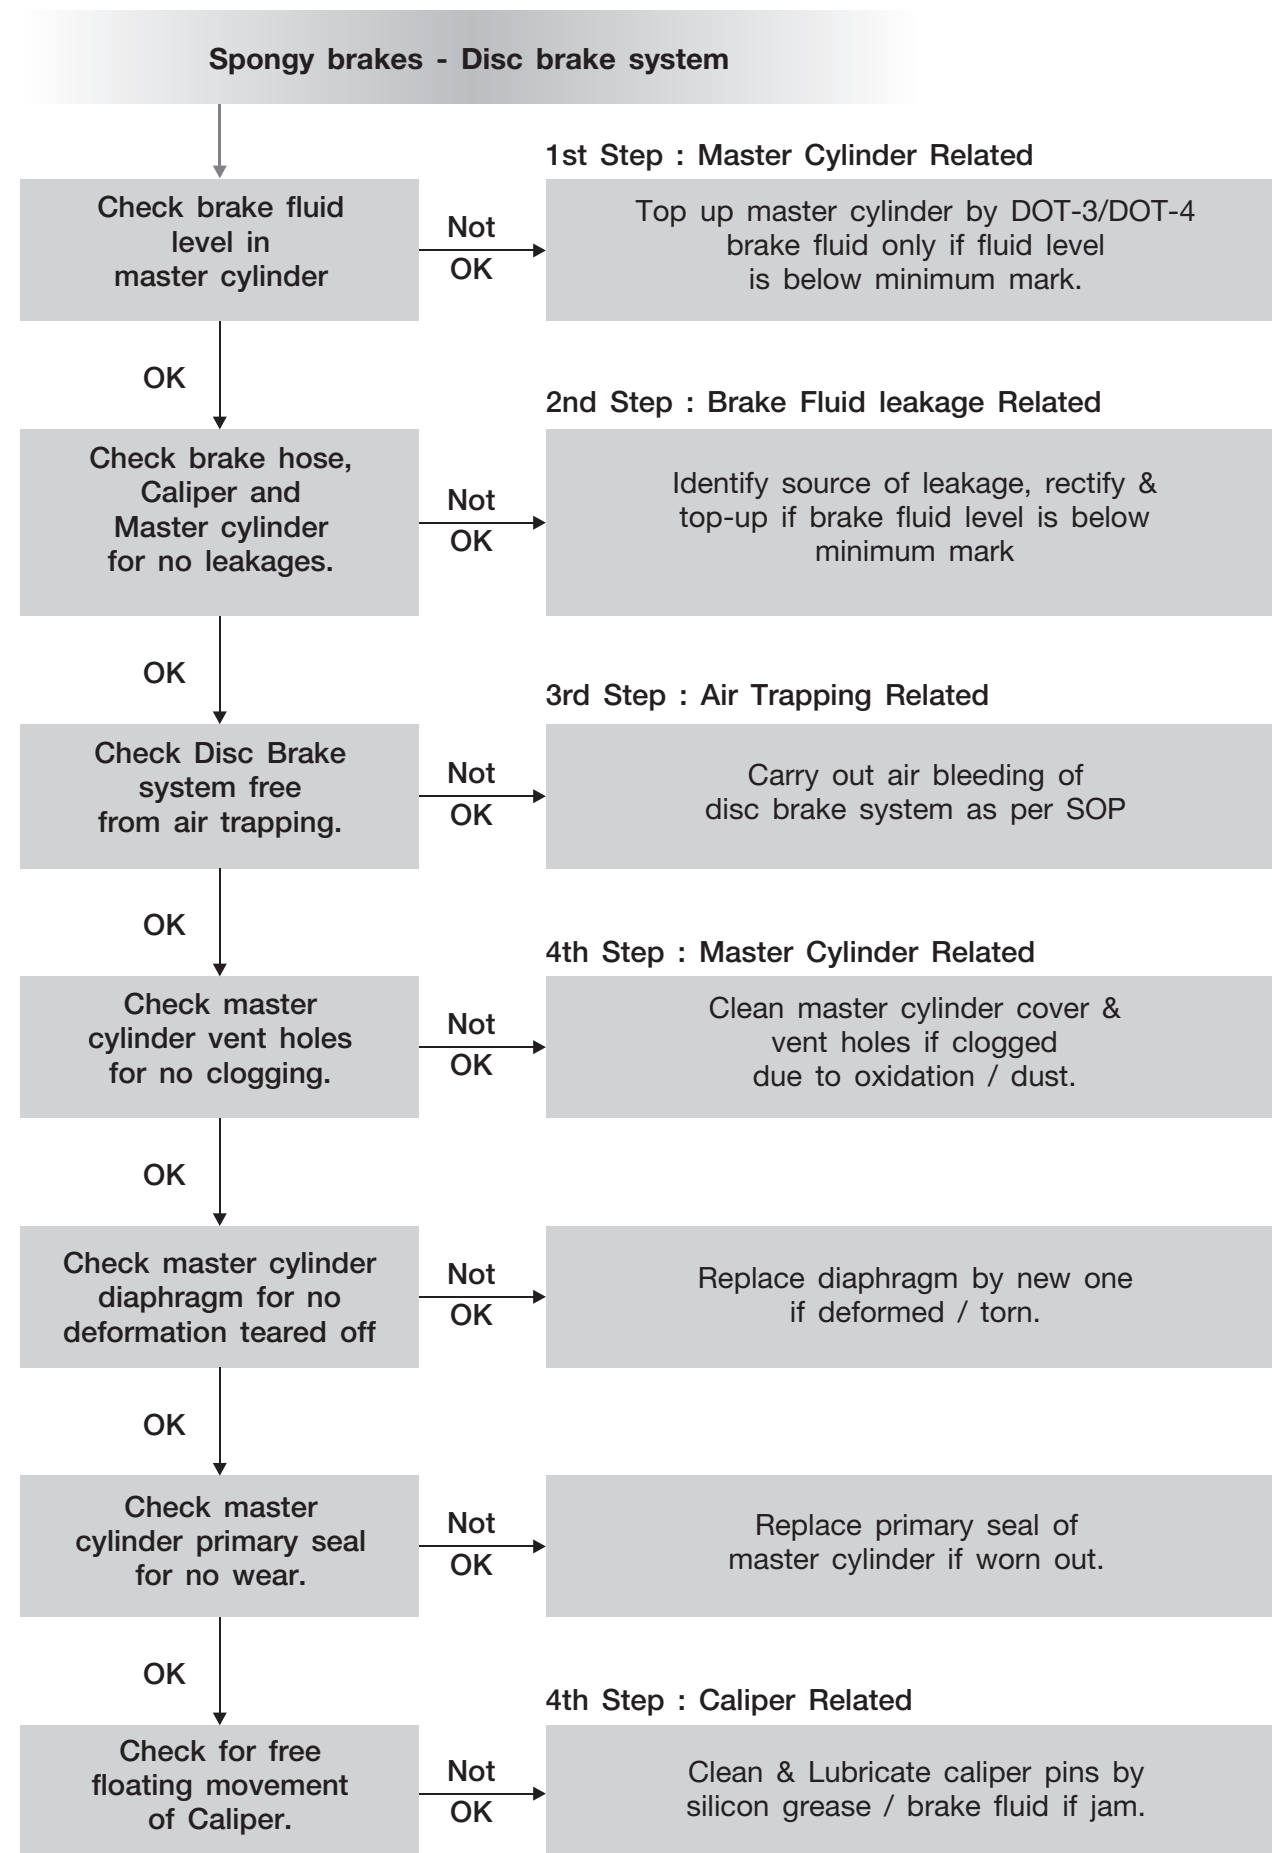 Spongy brakes - Disc brake system
1st Step : Master Cylinder Related
Check brake fluid
level in
master cylinder
Not
OK
Top up master cylinder by DOT-3/DOT-4
brake fluid only if fluid level
is below minimum mark.
OK
2nd Step : Brake Fluid leakage Related
Check brake hose,
Caliper and
Master cylinder
for no leakages.
Not
OK
Identify source of leakage, rectify &
top-up if brake fluid level is below
minimum mark
OK
3rd Step : Air Trapping Related
Check Disc Brake
system free
from air trapping.
Not
OK
Carry out air bleeding of
disc brake system as per SOP
OK
4th Step : Master Cylinder Related
Check master
cylinder vent holes
for no clogging.
Not
OK
Clean master cylinder cover &
vent holes if clogged
due to oxidation / dust.
OK
Check master cylinder
diaphragm for no
deformation teared off
Not
OK
Replace diaphragm by new one
if deformed / torn.
OK
Check master
cylinder primary seal
for no wear.
Not
OK
Replace primary seal of
master cylinder if worn out.
OK
4th Step : Caliper Related
Check for free
floating movement
of Caliper.
Not
OK
Clean & Lubricate caliper pins by
silicon grease / brake fluid if jam.